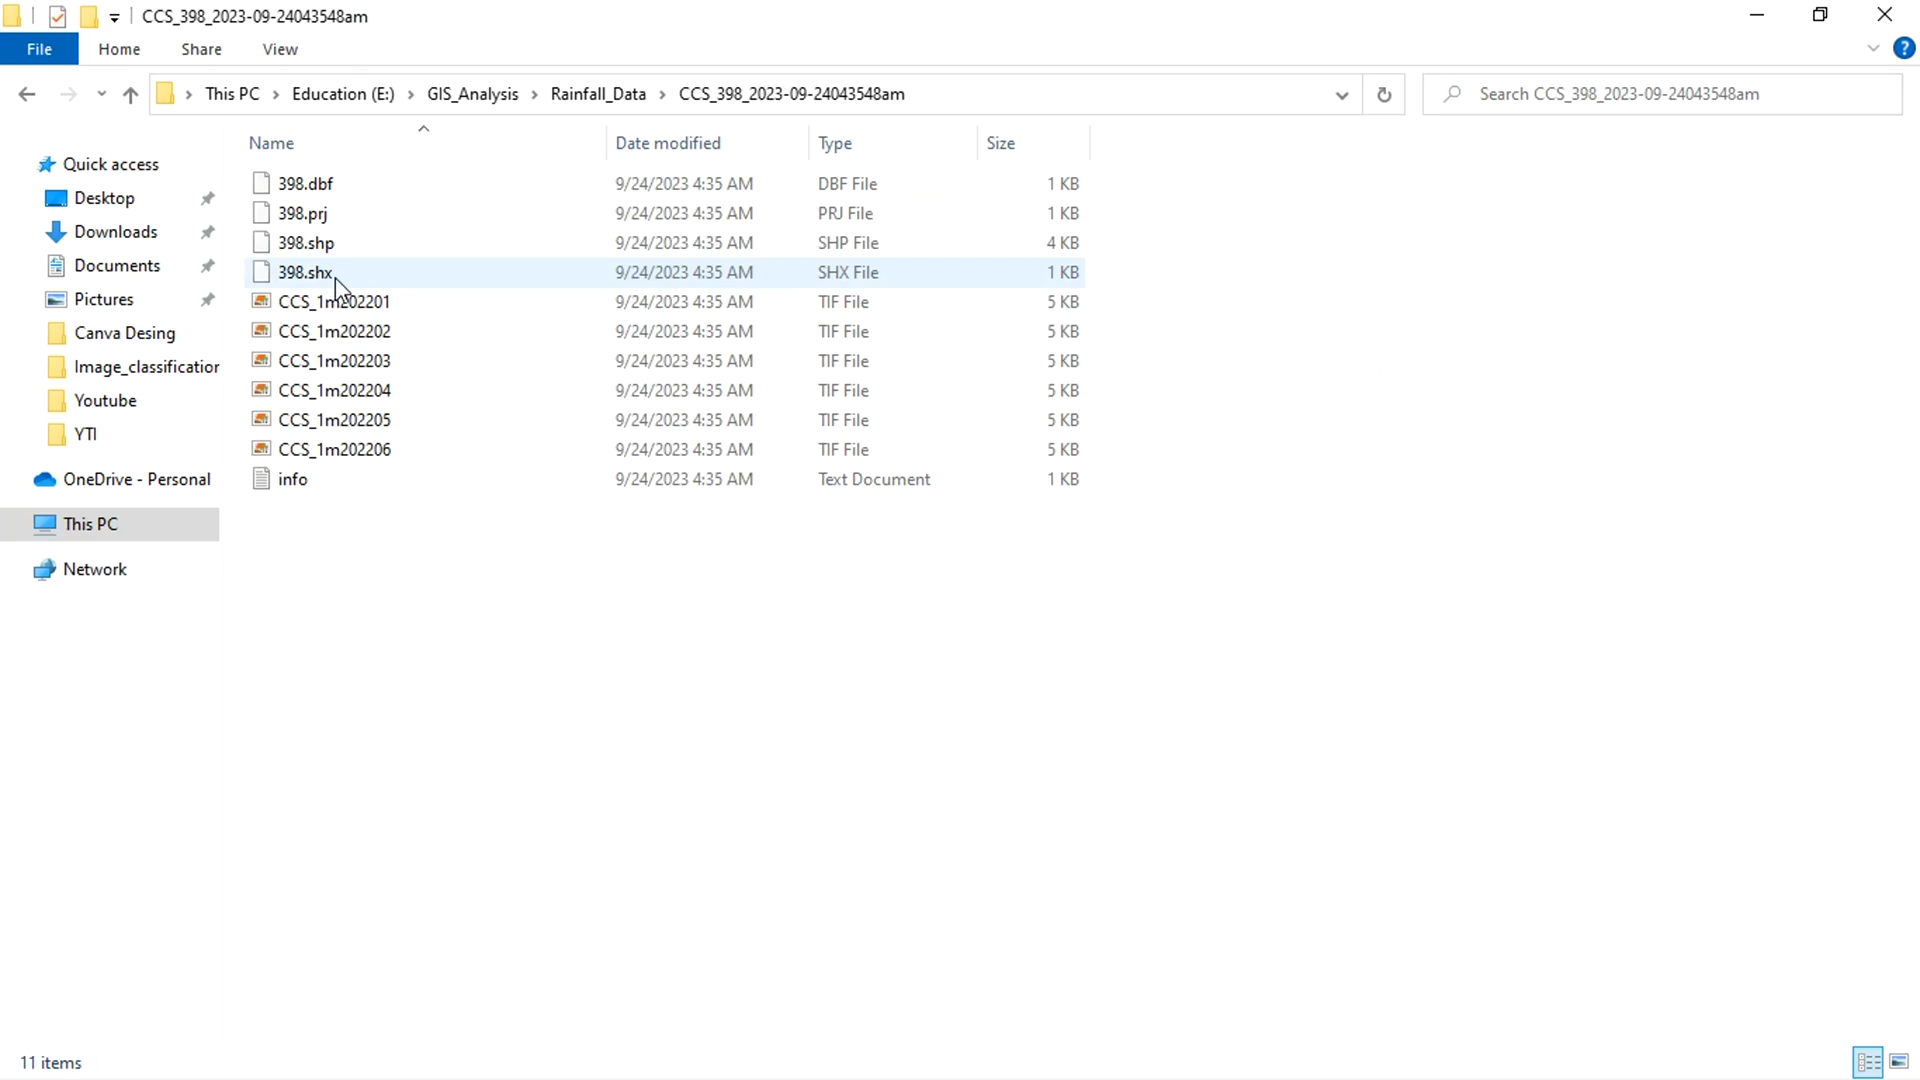 CCS_398_2023-09-24043548am
File Home Share View
?
This PC Education (E:) GIS_Analysis Rainfall_Data CCS_398_2023-09-24043548am
Search CCS_398_2023-09-24043548am
Quick access
Desktop
Downloads
Documents
Pictures
Canva Desing
Image_classification
Youtube
YTI
OneDrive - Personal
This PC
Network
Name Date modified Type Size
398.dbf 9/24/2023 4:35 AM DBF File 1 KB
398.prj 9/24/2023 4:35 AM PRJ File 1 KB
398.shp 9/24/2023 4:35 AM SHP File 4 KB
398.shx 9/24/2023 4:35 AM SHX File 1 KB
CCS_1m202201 9/24/2023 4:35 AM TIF File 5 KB
CCS_1m202202 9/24/2023 4:35 AM TIF File 5 KB
CCS_1m202203 9/24/2023 4:35 AM TIF File 5 KB
CCS_1m202204 9/24/2023 4:35 AM TIF File 5 KB
CCS_1m202205 9/24/2023 4:35 AM TIF File 5 KB
CCS_1m202206 9/24/2023 4:35 AM TIF File 5 KB
info 9/24/2023 4:35 AM Text Document 1 KB
11 items